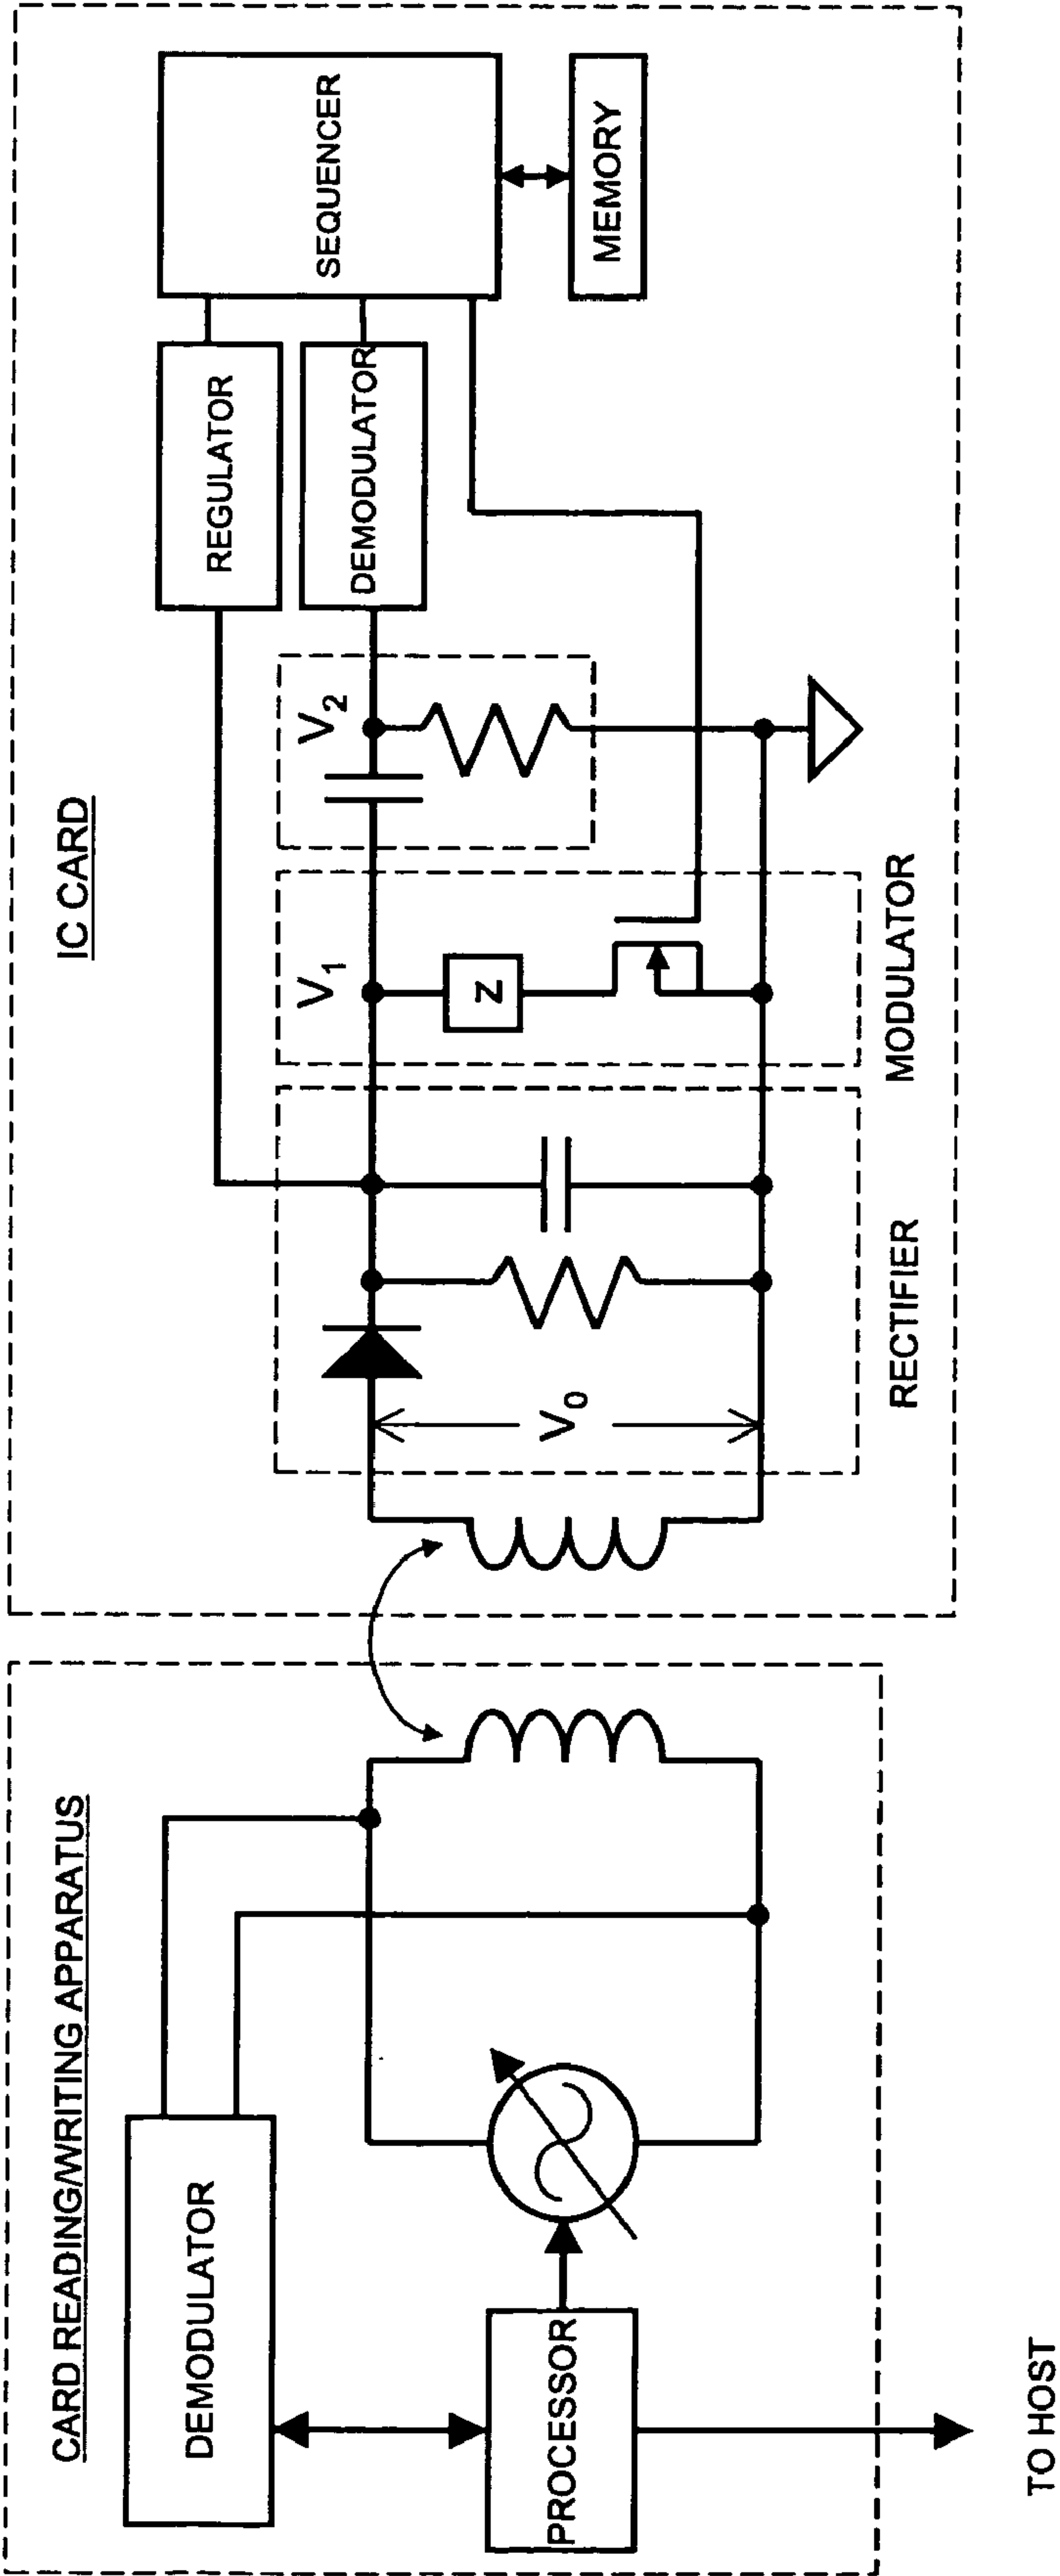 CARD READING/WRITING APPARATUS
DEMODULATOR
PROCESSOR
TO HOST
IC CARD
V0
RECTIFIER
V1
Z
MODULATOR
V2
REGULATOR
DEMODULATOR
SEQUENCER
MEMORY